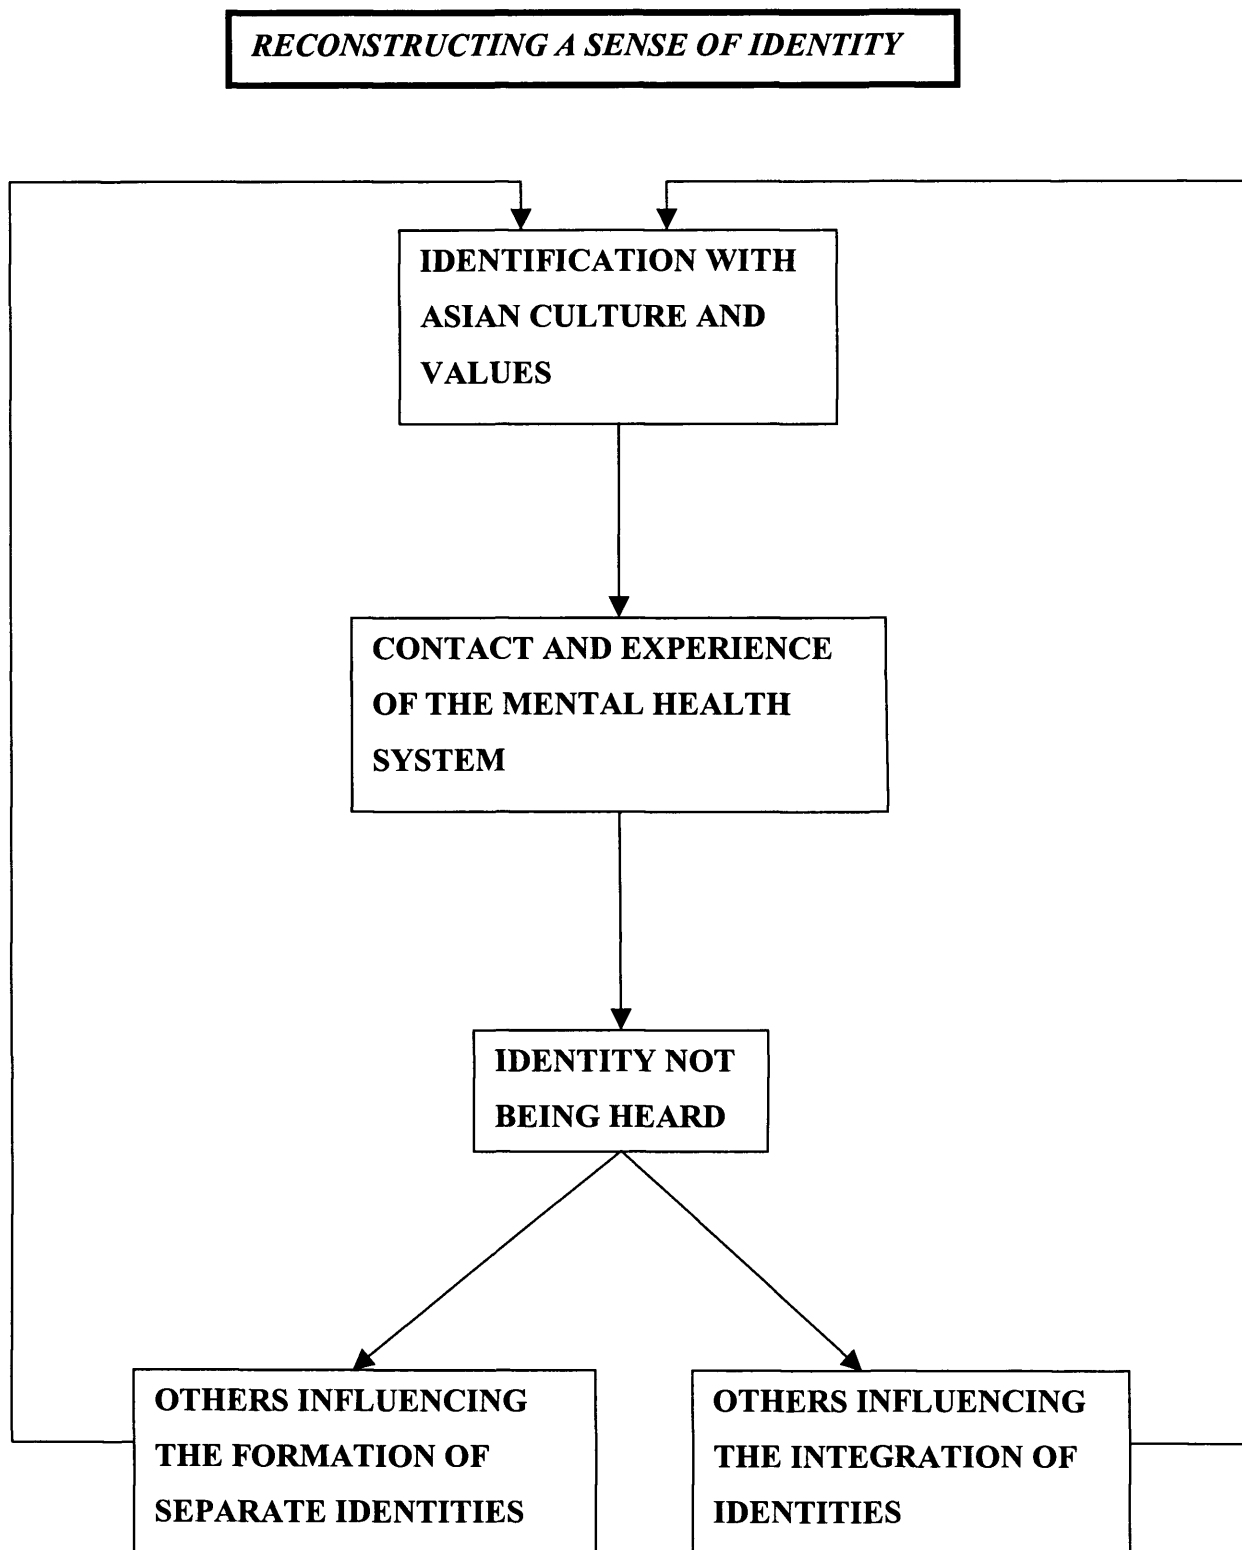 RECONSTRUCTING A SENSE OF IDENTITY
IDENTIFICATION WITH
ASIAN CULTURE AND
VALUES
CONTACT AND EXPERIENCE
OF THE MENTAL HEALTH
SYSTEM
IDENTITY NOT
BEING HEARD
OTHERS INFLUENCING
THE FORMATION OF
SEPARATE IDENTITIES
OTHERS INFLUENCING
THE INTEGRATION OF
IDENTITIES